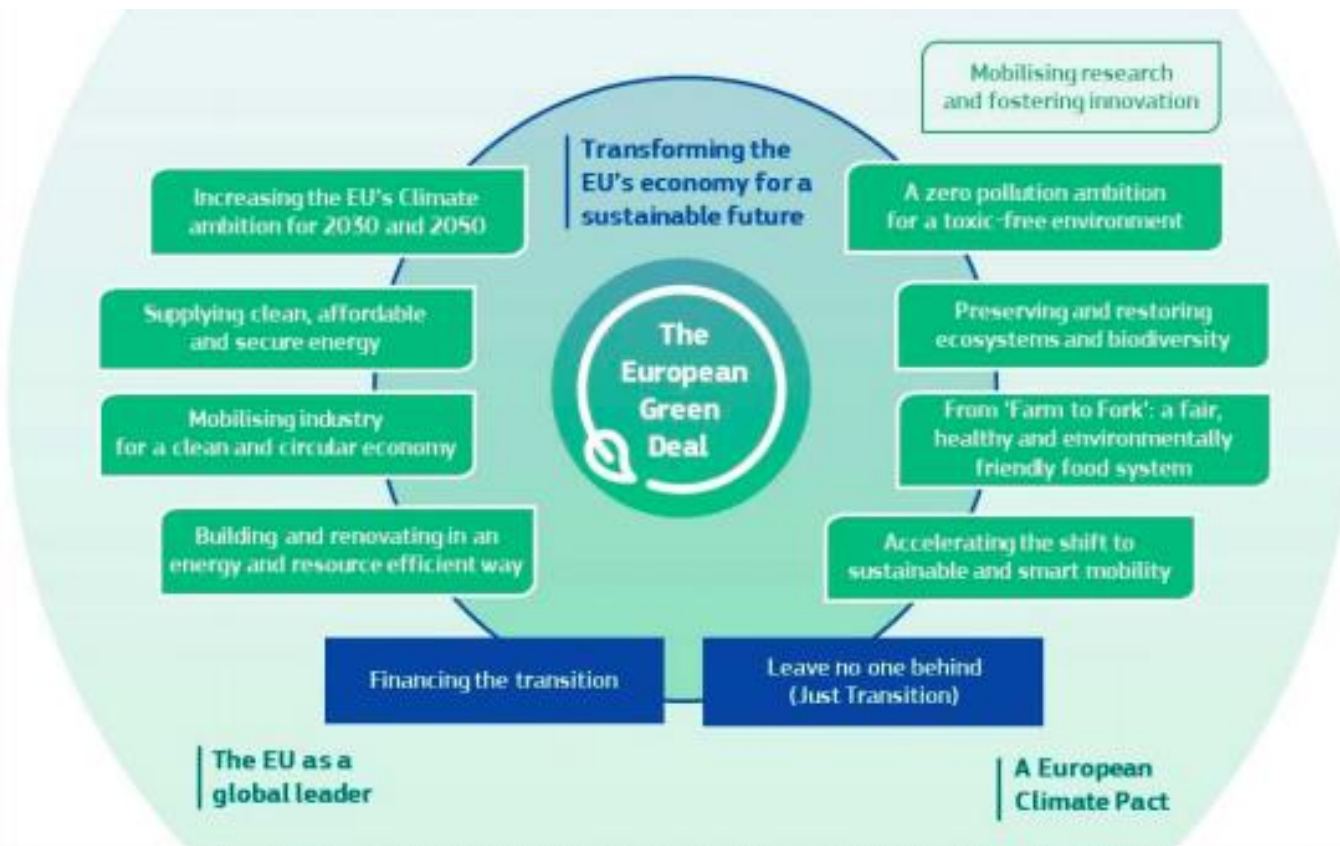 Mobilising research
and fostering innovation
Transforming the
EU's economy for a
sustainable future
Increasing the EU's Climate
ambition for 2030 and 2050
A zero pollution ambition
for a toxic-free environment
Supplying clean, affordable
and secure energy
Preserving and restoring
ecosystems and biodiversity
The
European
Green
Deal
Mobilising industry
for a clean and circular economy
From 'Farm to Fork': a fair,
healthy and environmentally
friendly food system
Building and renovating in an
energy and resource efficient way
Accelerating the shift to
sustainable and smart mobility
Financing the transition
Leave no one behind
(Just Transition)
The EU as a
global leader
A European
Climate Pact